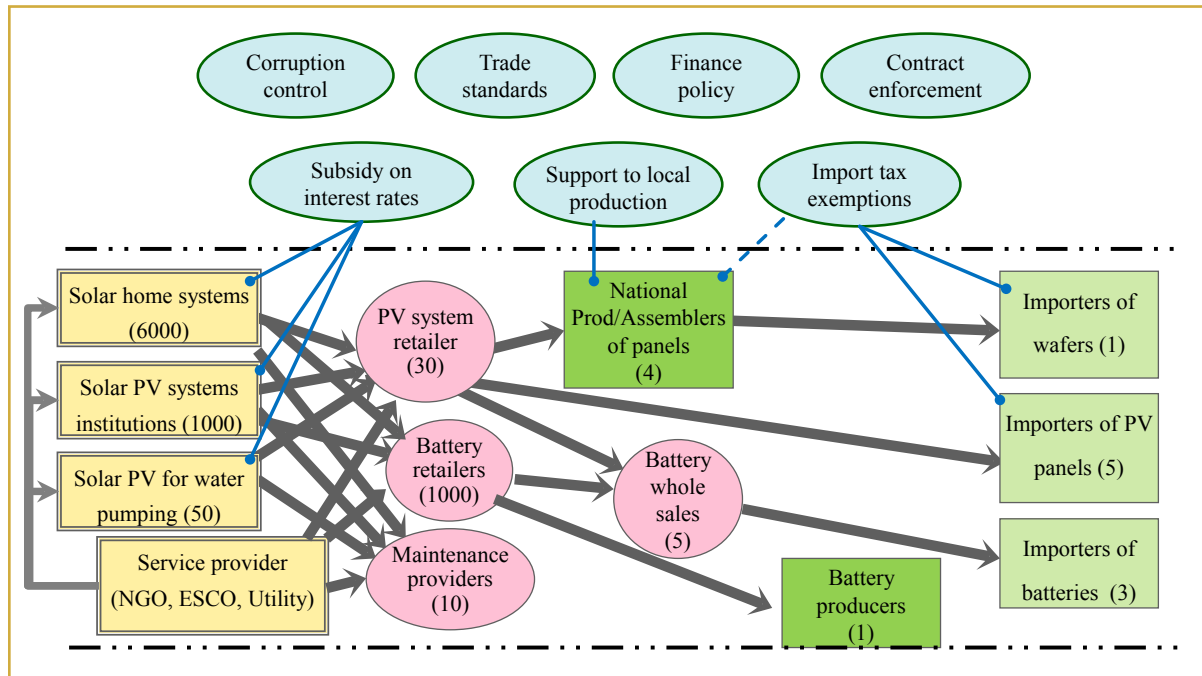 Corruption
control
Trade
standards
Finance
policy
Contract
enforcement
Subsidy on
interest rates
Support to local
production
Import tax
exemptions
Solar home systems
(6000)
PV system
retailer
(30)
National
Prod/Assemblers
of panels
(4)
Importers of
wafers (1)
Solar PV systems
institutions (1000)
Importers of PV
panels (5)
Battery
retailers
(1000)
Battery
whole
sales
(5)
Solar PV for water
pumping (50)
Service provider
(NGO, ESCO, Utility)
Maintenance
providers
(10)
Battery
producers
(1)
Importers of
batteries (3)